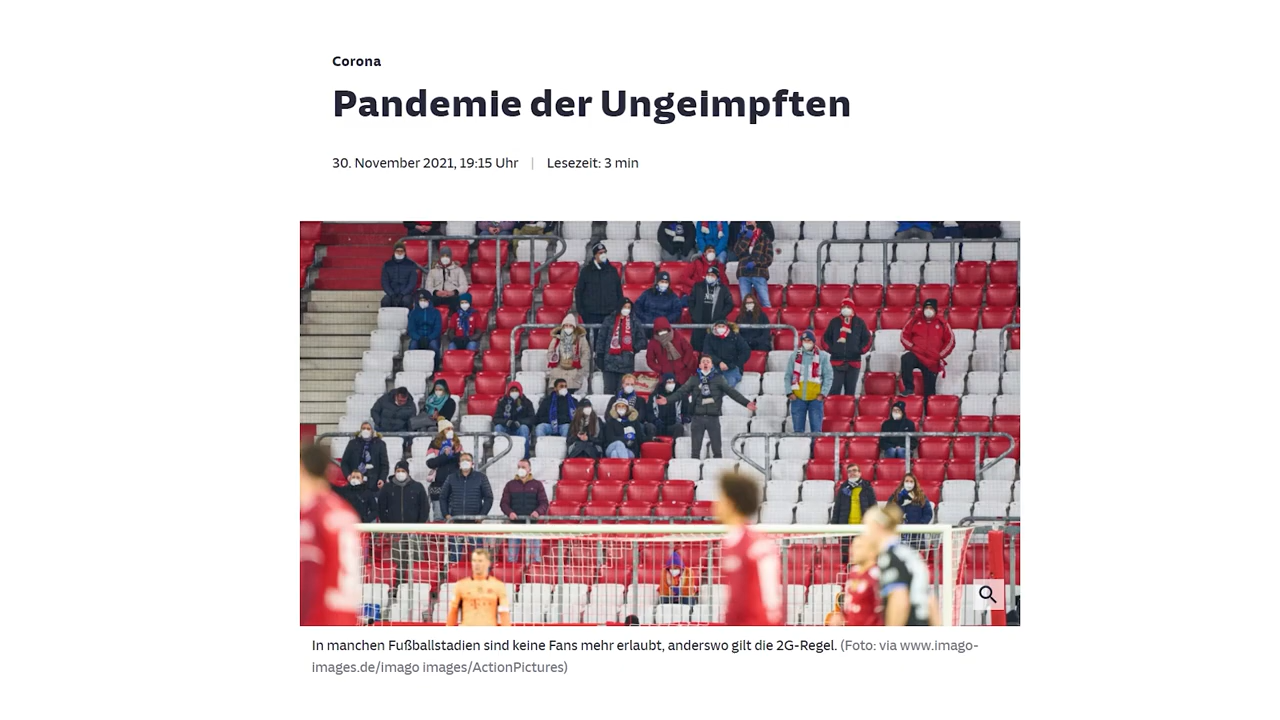 Corona
Pandemie der Ungeimpften
30. November 2021, 19:15 Uhr | Lesezeit: 3 min
In manchen Fußballstadien sind keine Fans mehr erlaubt, anderswo gilt die 2G-Regel. (Foto: via www.imago-
images.de/imago images/ActionPictures)